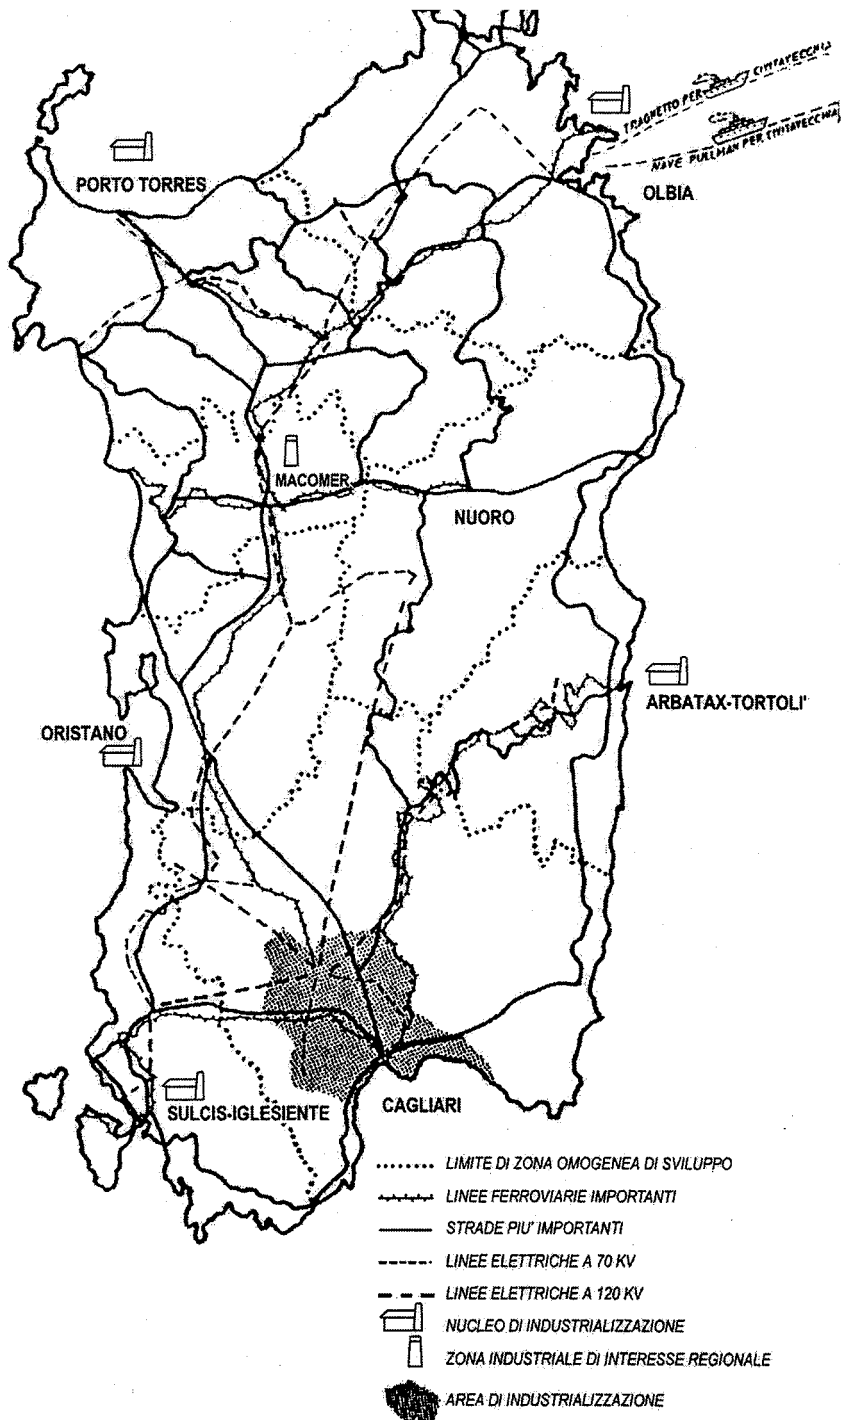 TRAGHETTO PER CIVITAVECCHIA
NAVE PULLMAN PER CIVITAVECCHIA
PORTO TORRES
OLBIA
MACOMER
NUORO
ARBATAX-TORTOLI'
ORISTANO
SULCIS-IGLESIENTE
CAGLIARI
LIMITE DI ZONA OMOGENEA DI SVILUPPO
LINEE FERROVIARIE IMPORTANTI
STRADE PIU' IMPORTANTI
LINEE ELETTRICHE A 70 KV
LINEE ELETTRICHE A 120 KV
NUCLEO DI INDUSTRIALIZZAZIONE
ZONA INDUSTRIALE DI INTERESSE REGIONALE
AREA DI INDUSTRIALIZZAZIONE